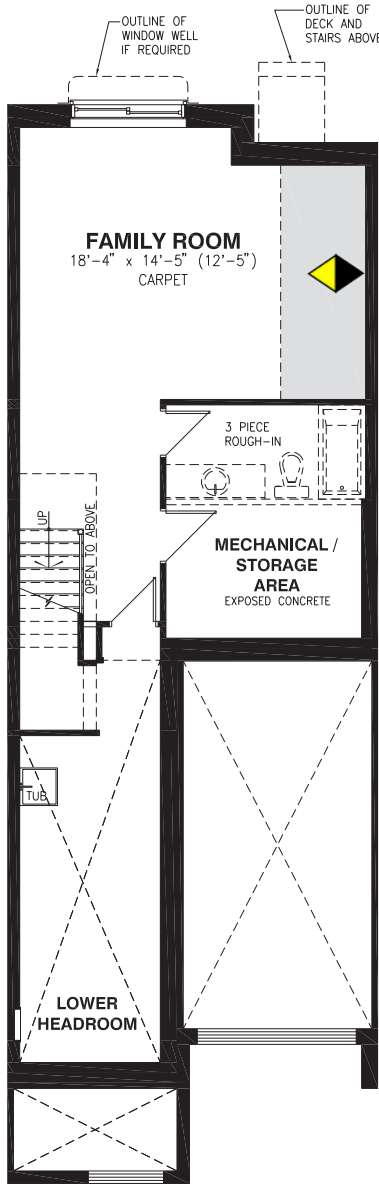 OUTLINE OF
WINDOW WELL
IF REQUIRED
OUTLINE OF
DECK AND
STAIRS ABOVE
FAMILY ROOM
18'-4" x 14'-5" (12'-5")
CARPET
3 PIECE
ROUGH-IN
UP
OPEN TO ABOVE
MECHANICAL /
STORAGE
AREA
EXPOSED CONCRETE
TUB
LOWER
HEADROOM